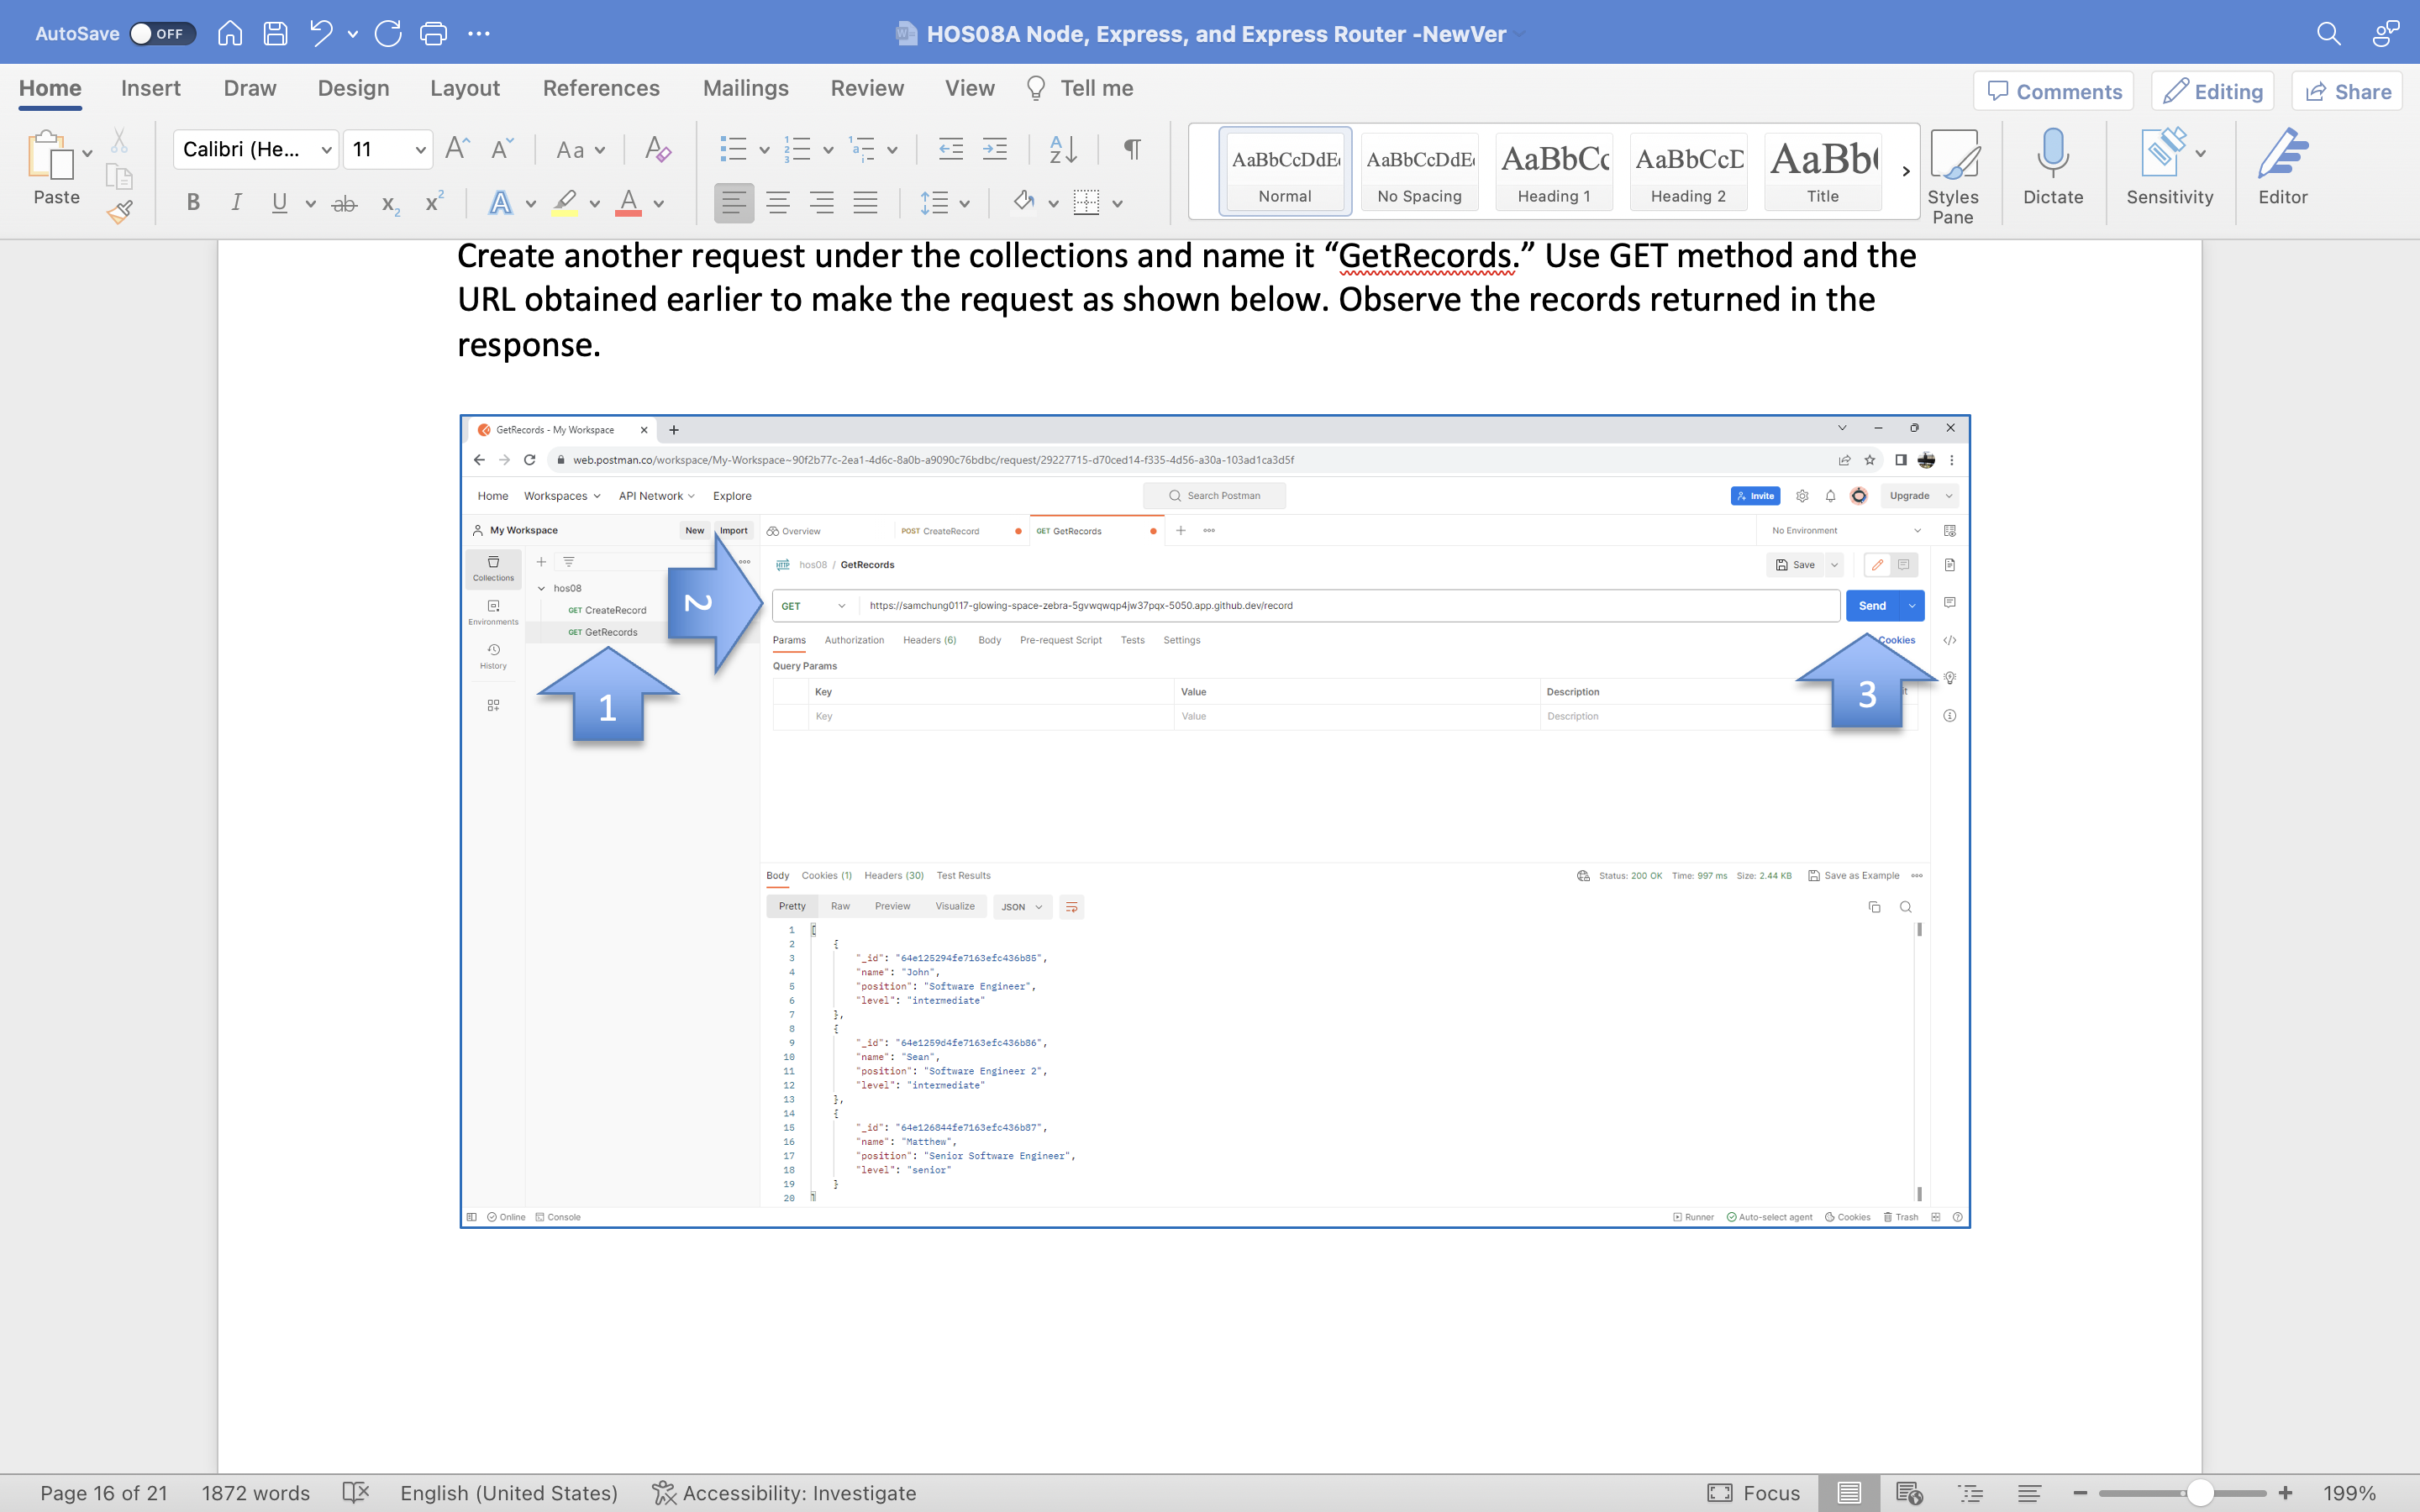 AutoSave OFF HOS08A Node, Express, and Express Router -NewVer
Home Insert Draw Design Layout References Mailings Review View Tell me Comments Editing Share
Paste Calibri (He... 11 Aa
AaBbCcDdE AaBbCcDdE AaBbCc AaBbCcD AaBb
Normal No Spacing Heading 1 Heading 2 Title Styles Pane Dictate Sensitivity Editor
B I U ab x2 x2 A A
Create another request under the collections and name it “GetRecords.” Use GET method and the
URL obtained earlier to make the request as shown below. Observe the records returned in the
response.
GetRecords - My Workspace
web.postman.co/workspace/My-Workspace~90f2b77c-2ea1-4d6c-8a0b-a9090c76bdbc/request/29227715-d70ced14-f335-4d56-a30a-103ad1ca3d5f
Home Workspaces API Network Explore Search Postman Invite Upgrade
My Workspace New Import Overview POST CreateRecord GET GetRecords No Environment
Collections hos08 / GetRecords Save
hos08
GET CreateRecord
GET GetRecords
Environments
History
1
2
3
GET https://samchung0117-glowing-space-zebra-5gvwqwqp4jw37pqx-5050.app.github.dev/record Send
Params Authorization Headers (6) Body Pre-request Script Tests Settings Cookies
Query Params
Key Value Description
Key Value Description
Body Cookies (1) Headers (30) Test Results Status: 200 OK Time: 997 ms Size: 2.44 KB Save as Example
Pretty Raw Preview Visualize JSON
1 [
2 {
3 "_id": "64e125294fe7163efc436b85",
4 "name": "John",
5 "position": "Software Engineer",
6 "level": "intermediate"
7 },
8 {
9 "_id": "64e1259d4fe7163efc436b86",
10 "name": "Sean",
11 "position": "Software Engineer 2",
12 "level": "intermediate"
13 },
14 {
15 "_id": "64e126844fe7163efc436b87",
16 "name": "Matthew",
17 "position": "Senior Software Engineer",
18 "level": "senior"
19 }
20 ]
Online Console Runner Auto-select agent Cookies Trash
Page 16 of 21 1872 words English (United States) Accessibility: Investigate Focus 199%